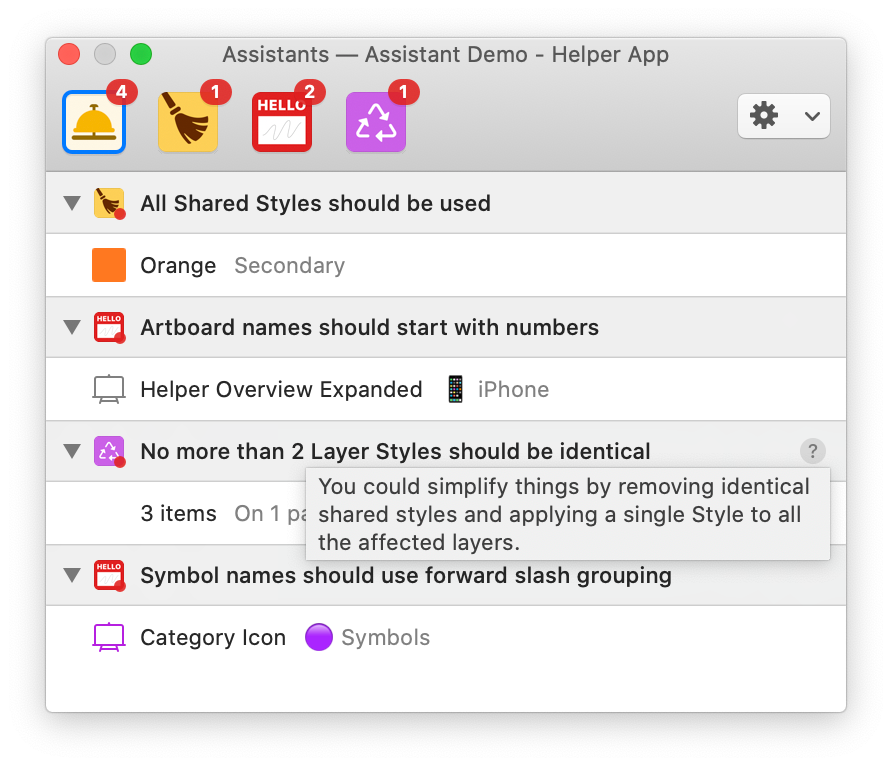 Assistants — Assistant Demo - Helper App
4
1
HELLO
2
1
All Shared Styles should be used
Orange Secondary
HELLO
Artboard names should start with numbers
Helper Overview Expanded 📱 iPhone
No more than 2 Layer Styles should be identical ?
You could simplify things by removing identical
shared styles and applying a single Style to all
the affected layers.
3 items On 1 pa
HELLO
Symbol names should use forward slash grouping
Category Icon 🟣 Symbols